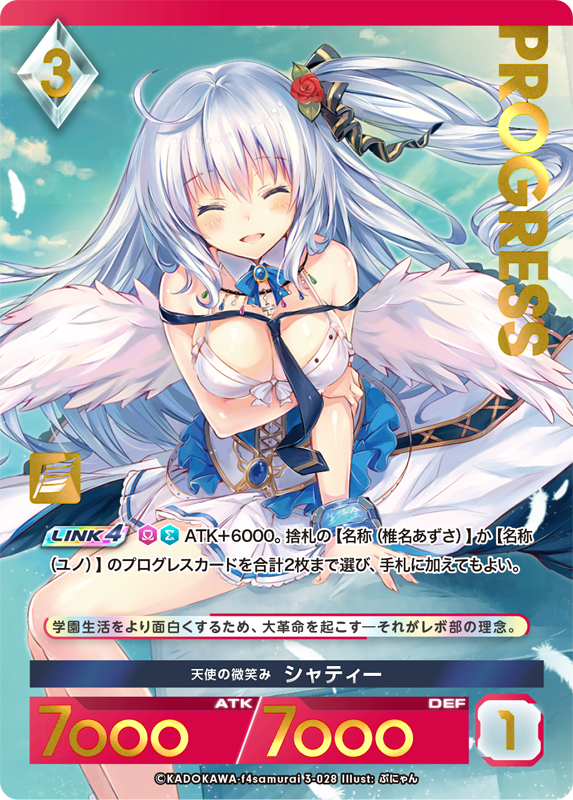 3
PROGRESS
LINK 4 Ω Σ ATK+6000。捨札の【名称(椎名あずさ)】か【名称
(ユノ)】のプログレスカードを合計2枚まで選び、手札に加えてもよい。
学園生活をより面白くするため、大革命を起こす―それがレボ部の理念。
天使の微笑み シャティー
ATK DEF
7000 / 7000 1
©KADOKAWA・f4samurai 3-028 Illust: ぷにゃん